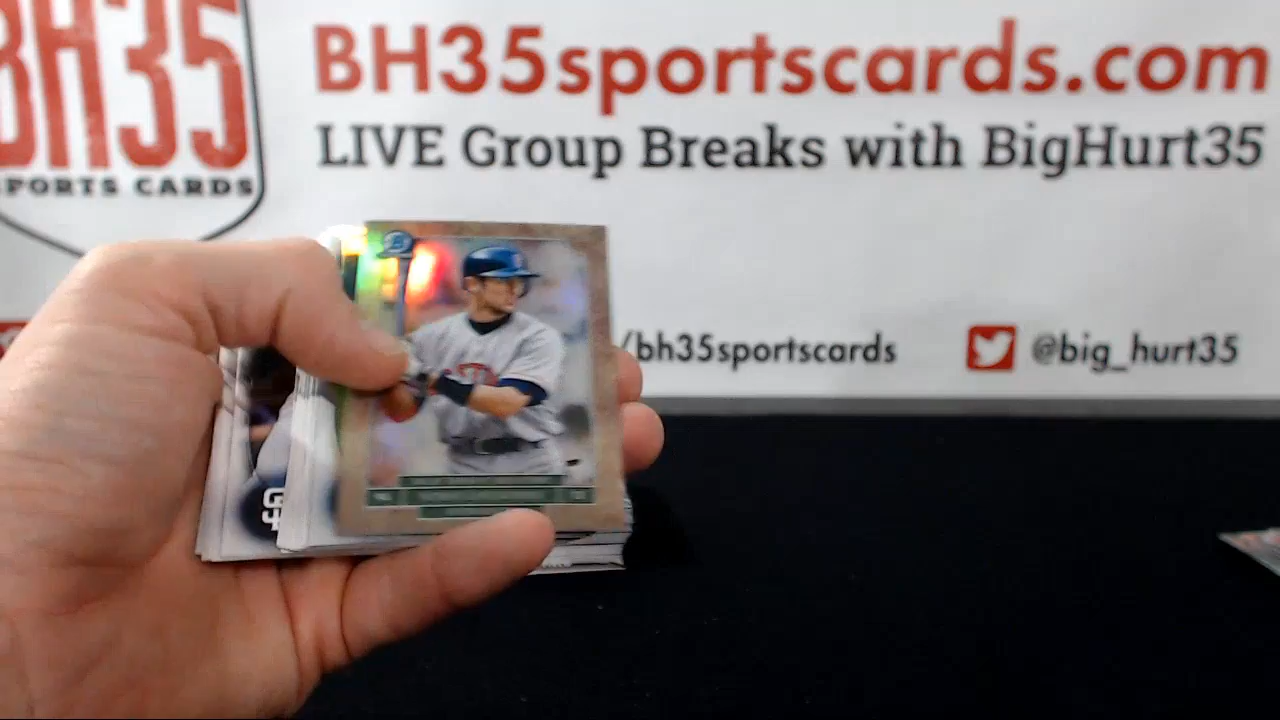 BH35
SPORTS CARDS
BH35sportscards.com
LIVE Group Breaks with BigHurt35
/bh35sportscards
@big_hurt35